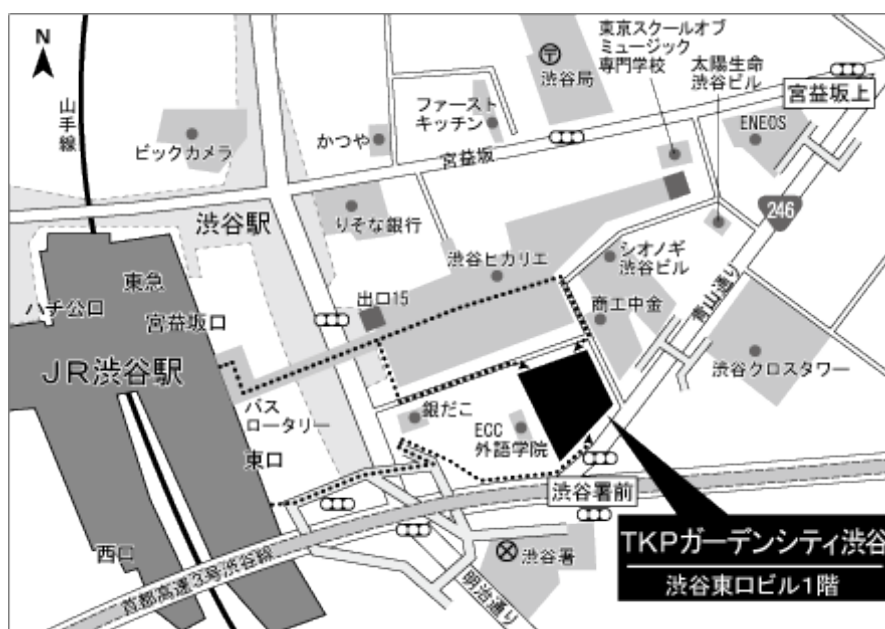 N
山手線
ビックカメラ
かつや
ファースト
キッチン
渋谷局
東京スクールオブ
ミュージック
専門学校
太陽生命
渋谷ビル
宮益坂上
ENEOS
宮益坂
246
渋谷駅
りそな銀行
渋谷ヒカリエ
シオノギ
渋谷ビル
青山通り
東急
ハチ公口
宮益坂口
出口15
商工中金
JR渋谷駅
渋谷クロスタワー
バス
ロータリー
銀だこ
ECC
外語学院
東口
渋谷署前
西口
首都高速3号渋谷線
渋谷署
明治通り
TKPガーデンシティ渋谷
渋谷東口ビル1階